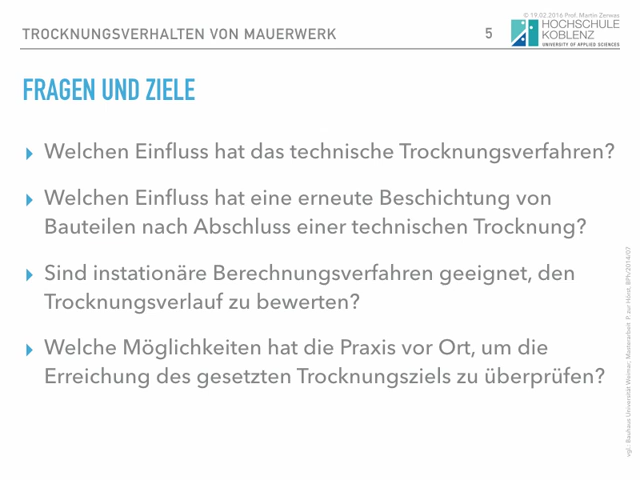 © 19.02.2016 Prof. Martin Zerwas
TROCKNUNGSVERHALTEN VON MAUERWERK 5
HOCHSCHULE
KOBLENZ
UNIVERSITY OF APPLIED SCIENCES
FRAGEN UND ZIELE
▸ Welchen Einfluss hat das technische Trocknungsverfahren?
▸ Welchen Einfluss hat eine erneute Beschichtung von
Bauteilen nach Abschluss einer technischen Trocknung?
▸ Sind instationäre Berechnungsverfahren geeignet, den
Trocknungsverlauf zu bewerten?
▸ Welche Möglichkeiten hat die Praxis vor Ort, um die
Erreichung des gesetzten Trocknungsziels zu überprüfen?
vgl. Bauhaus Universität Weimar, Masterarbeit P. zur Hörst, BPh/2014/07